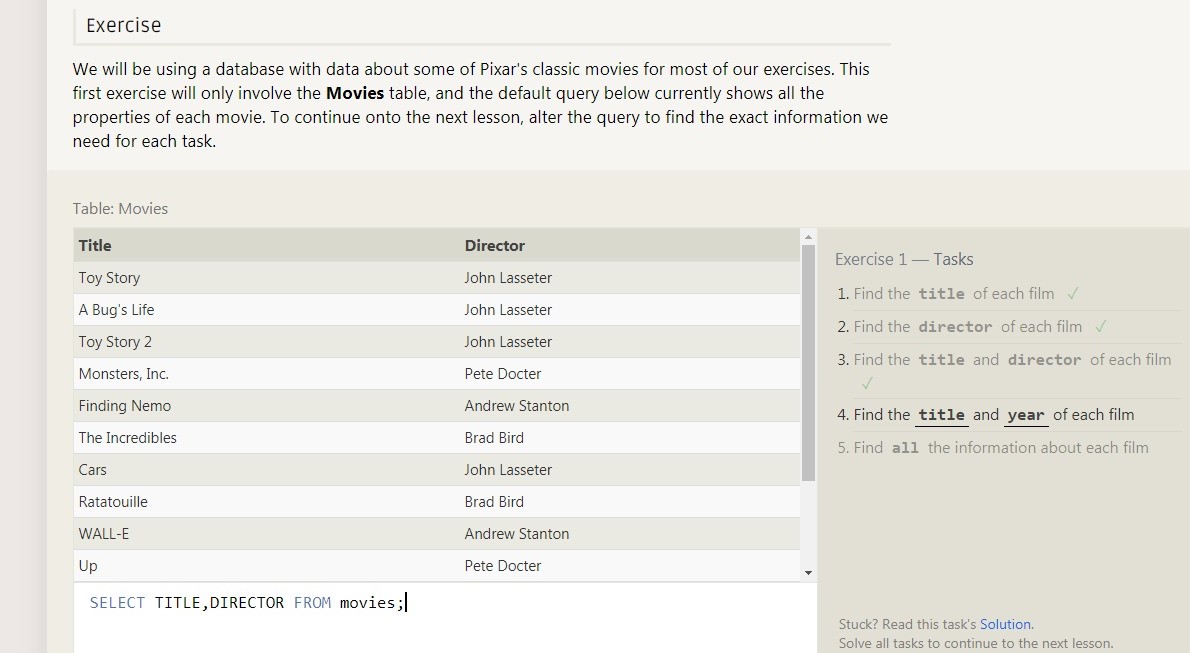 Exercise
We will be using a database with data about some of Pixar's classic movies for most of our exercises. This
first exercise will only involve the Movies table, and the default query below currently shows all the
properties of each movie. To continue onto the next lesson, alter the query to find the exact information we
need for each task.
Table: Movies
Title Director
Toy Story John Lasseter
A Bug's Life John Lasseter
Toy Story 2 John Lasseter
Monsters, Inc. Pete Docter
Finding Nemo Andrew Stanton
The Incredibles Brad Bird
Cars John Lasseter
Ratatouille Brad Bird
WALL-E Andrew Stanton
Up Pete Docter
SELECT TITLE,DIRECTOR FROM movies;
Exercise 1 — Tasks
1. Find the title of each film ✓
2. Find the director of each film ✓
3. Find the title and director of each film
✓
4. Find the title and year of each film
5. Find all the information about each film
Stuck? Read this task's Solution.
Solve all tasks to continue to the next lesson.